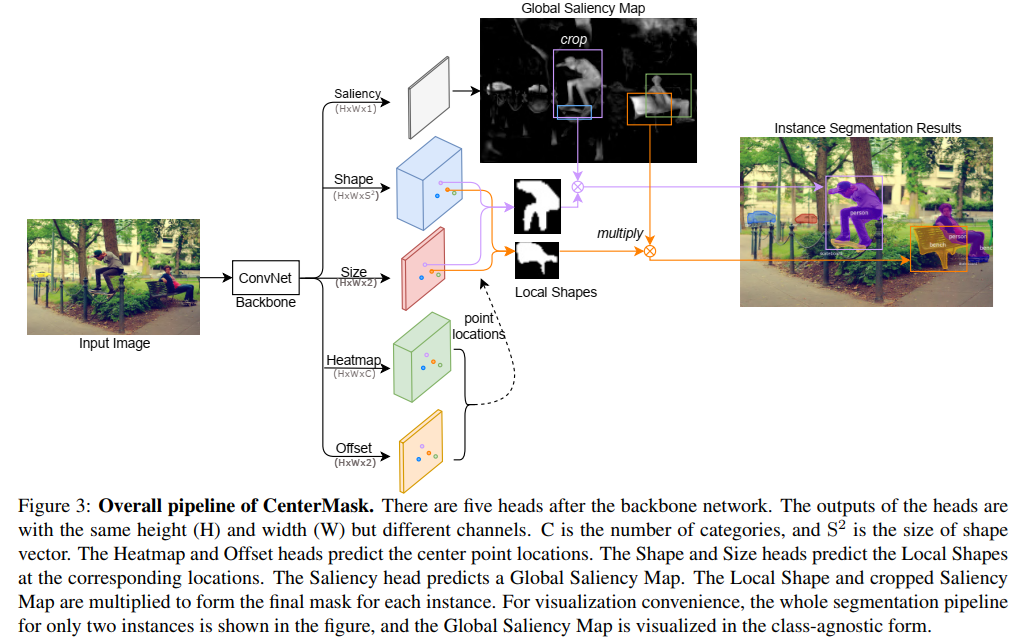 Global Saliency Map
crop
Saliency
(HxWx1)
Instance Segmentation Results
Shape
(HxWxS²)
person
multiply
person
bench
ConvNet
Size
(HxWx2)
Backbone
Local Shapes
point
locations
Input Image
Heatmap
(HxWxC)
Offset
(HxWx2)
Figure 3: Overall pipeline of CenterMask. There are five heads after the backbone network. The outputs of the heads are
with the same height (H) and width (W) but different channels. C is the number of categories, and S² is the size of shape
vector. The Heatmap and Offset heads predict the center point locations. The Shape and Size heads predict the Local Shapes
at the corresponding locations. The Saliency head predicts a Global Saliency Map. The Local Shape and cropped Saliency
Map are multiplied to form the final mask for each instance. For visualization convenience, the whole segmentation pipeline
for only two instances is shown in the figure, and the Global Saliency Map is visualized in the class-agnostic form.